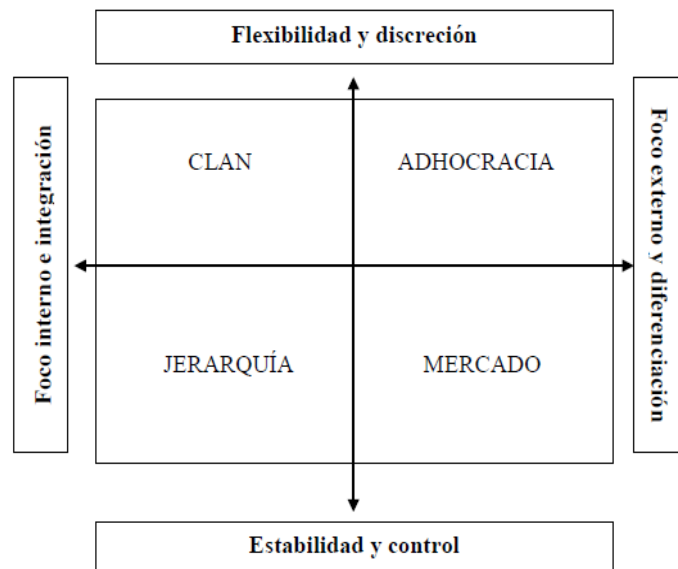 Flexibilidad y discreción
Foco interno e integración
CLAN
ADHOCRACIA
Foco externo y diferenciación
JERARQUÍA
MERCADO
Estabilidad y control